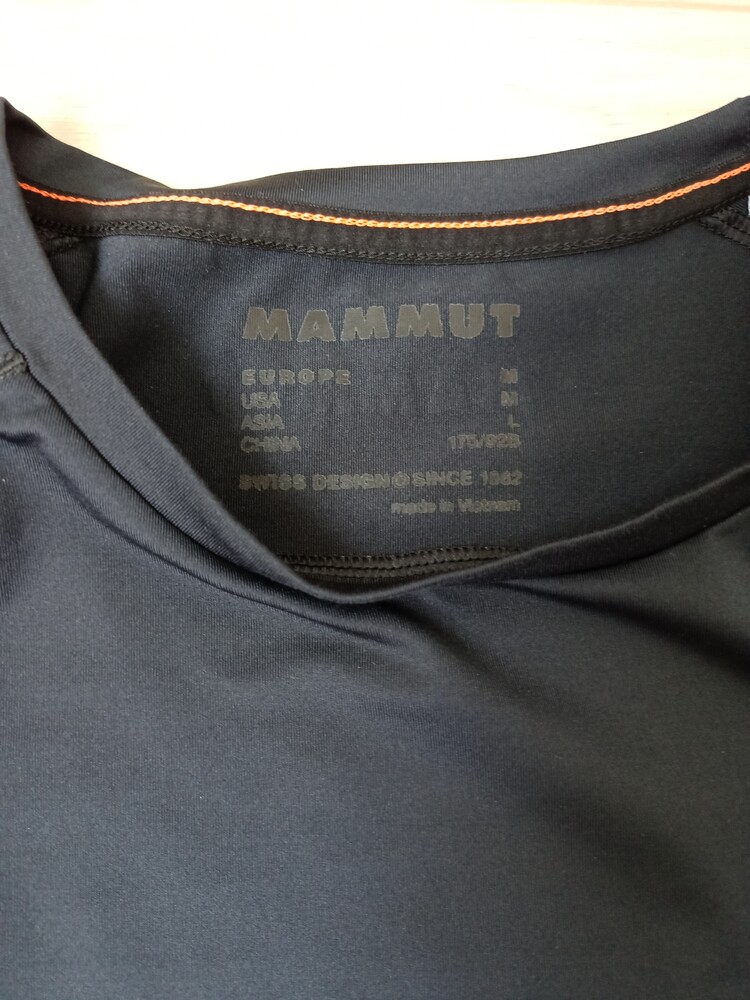 MAMMUT
EUROPE M
USA M
ASIA L
CHINA 175/92B
SWISS DESIGN SINCE 1862
made in Vietnam